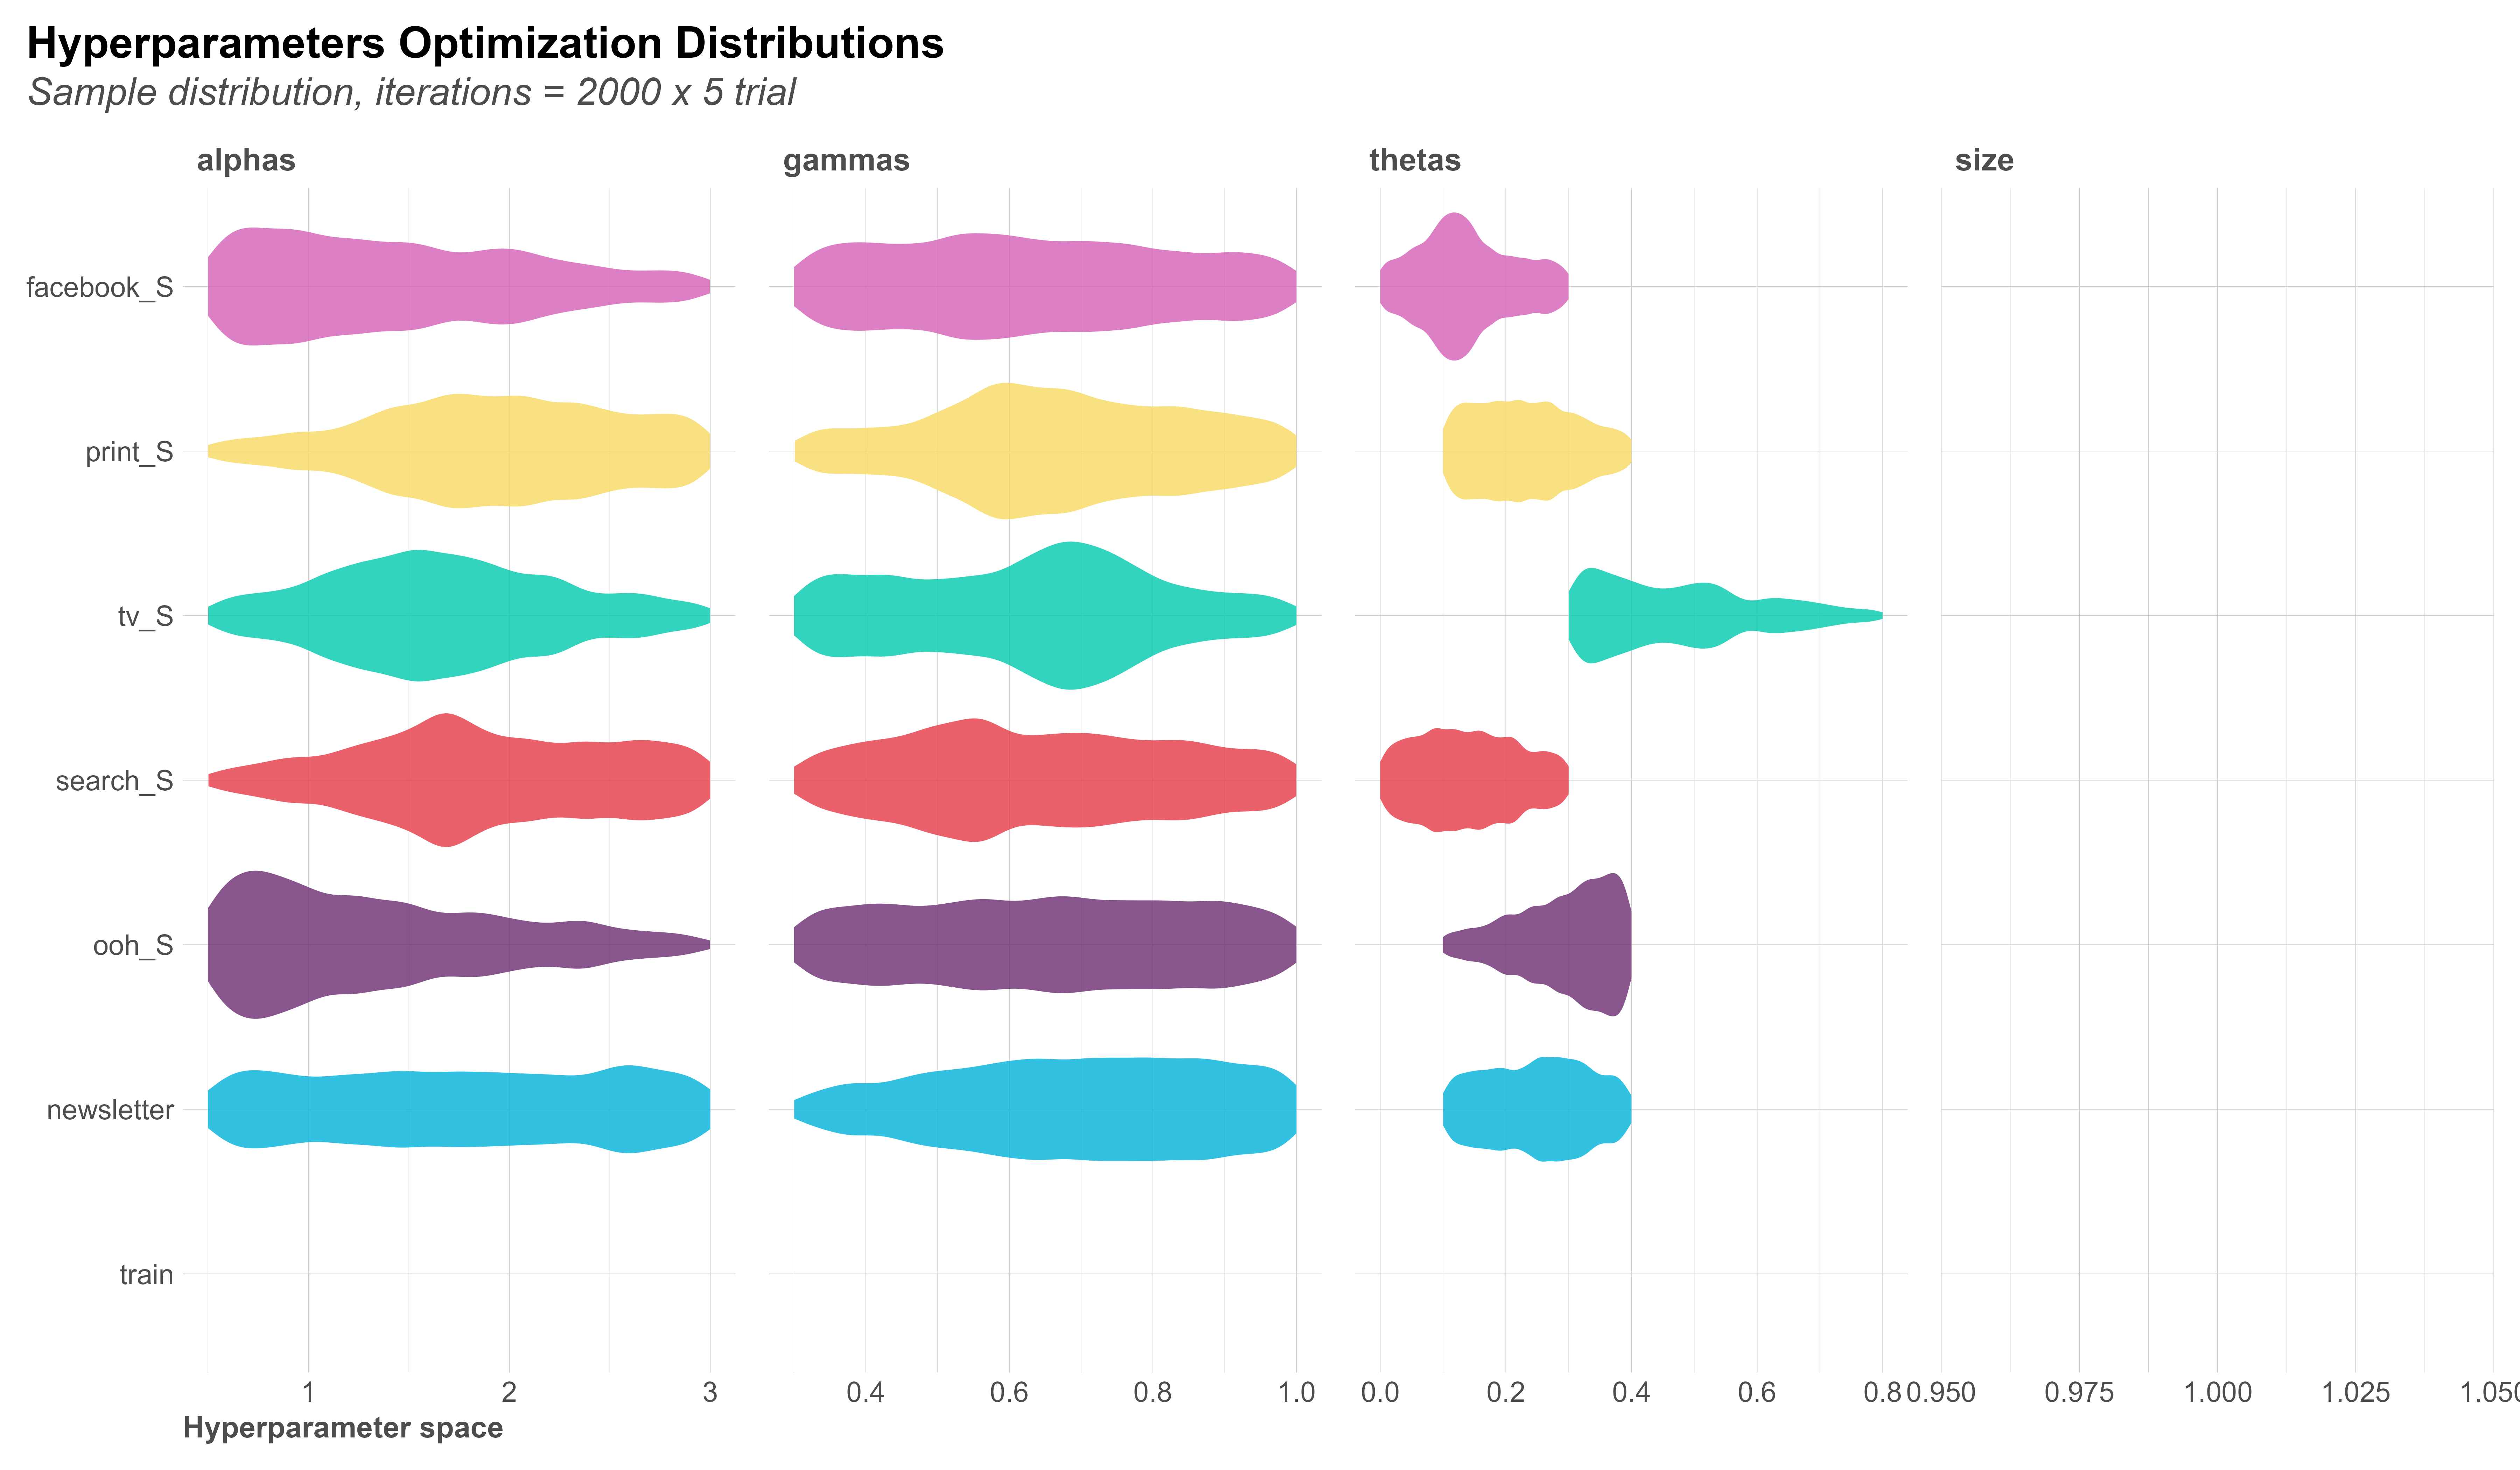 Hyperparameters Optimization Distributions
Sample distribution, iterations = 2000 x 5 trial
alphas gammas thetas size
facebook_S
print_S
tv_S
search_S
ooh_S
newsletter
train
1 2 3 0.4 0.6 0.8 1.0 0.0 0.2 0.4 0.6 0.8 0.950 0.975 1.000 1.025 1.050
Hyperparameter space